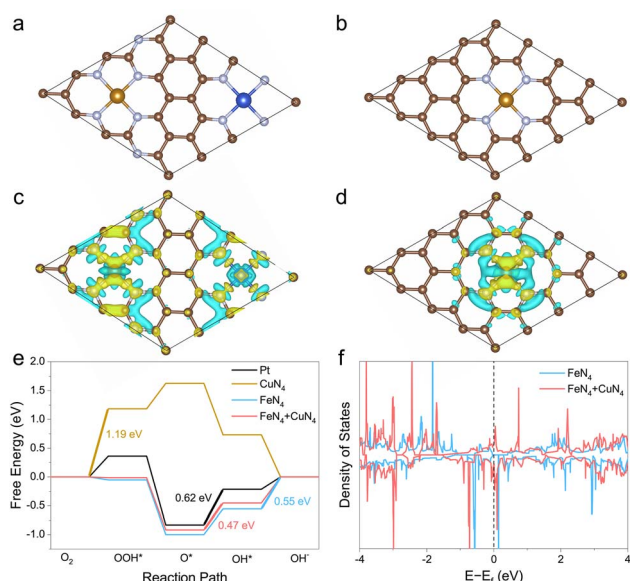 a
b
c
d
e
f
Free Energy (eV)
2.0
1.5
1.0
0.5
0.0
-0.5
-1.0
Pt
CuN₄
FeN₄
FeN₄+CuN₄
1.19 eV
0.62 eV
0.47 eV
0.55 eV
O₂ OOH* O* OH* OH⁻
Reaction Path
Density of States
FeN₄
FeN₄+CuN₄
-4 -2 0 2 4
E−E_f (eV)